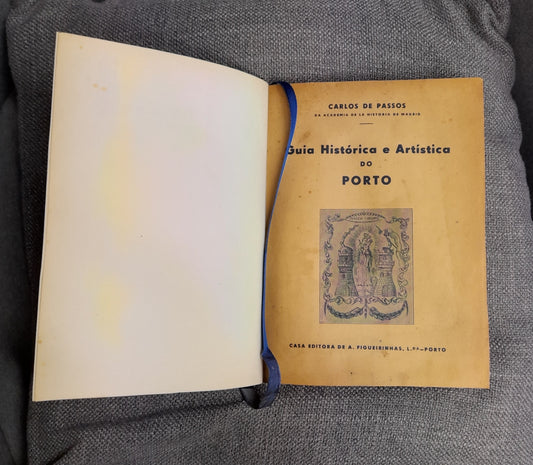 CARLOS DE PASSOS
DA ACADEMIA DE LA HISTORIA DE MADRID
Guia Histórica e Artística
DO
PORTO
CASA EDITORA DE A. FIGUEIRINHAS, L.DA—PORTO